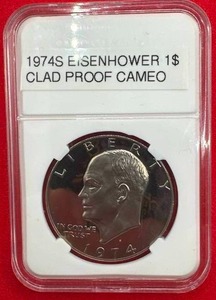 1974S EISENHOWER 1$
CLAD PROOF CAMEO
LIBERTY
IN GOD WE
TRUST
1974